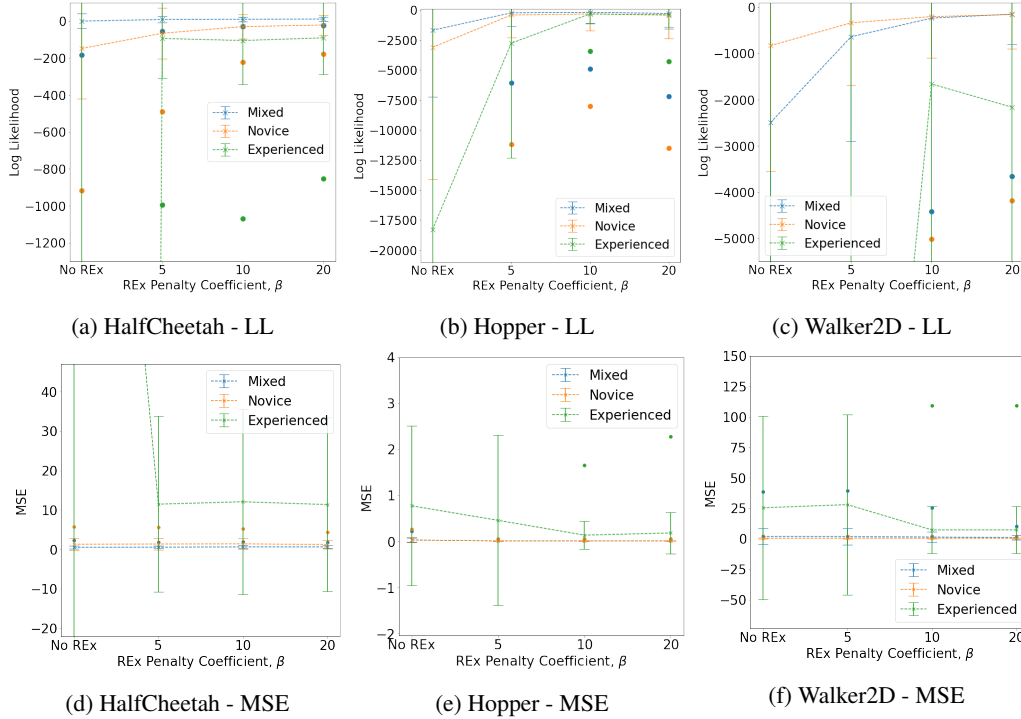 0
−200
−400
−600
−800
−1000
−1200
Log Likelihood
Mixed
Novice
Experienced
No REx 5 10 20
REx Penalty Coefficient, β
(a) HalfCheetah - LL
0
−2500
−5000
−7500
−10000
−12500
−15000
−17500
−20000
Log Likelihood
Mixed
Novice
Experienced
No REx 5 10 20
REx Penalty Coefficient, β
(b) Hopper - LL
0
−1000
−2000
−3000
−4000
−5000
Log Likelihood
Mixed
Novice
Experienced
No REx 5 10 20
REx Penalty Coefficient, β
(c) Walker2D - LL
40
30
20
10
0
−10
−20
MSE
Mixed
Novice
Experienced
No REx 5 10 20
REx Penalty Coefficient, β
(d) HalfCheetah - MSE
4
3
2
1
0
−1
−2
MSE
Mixed
Novice
Experienced
No REx 5 10 20
REx Penalty Coefficient, β
(e) Hopper - MSE
150
125
100
75
50
25
0
−25
−50
MSE
Mixed
Novice
Experienced
No REx 5 10 20
REx Penalty Coefficient, β
(f) Walker2D - MSE